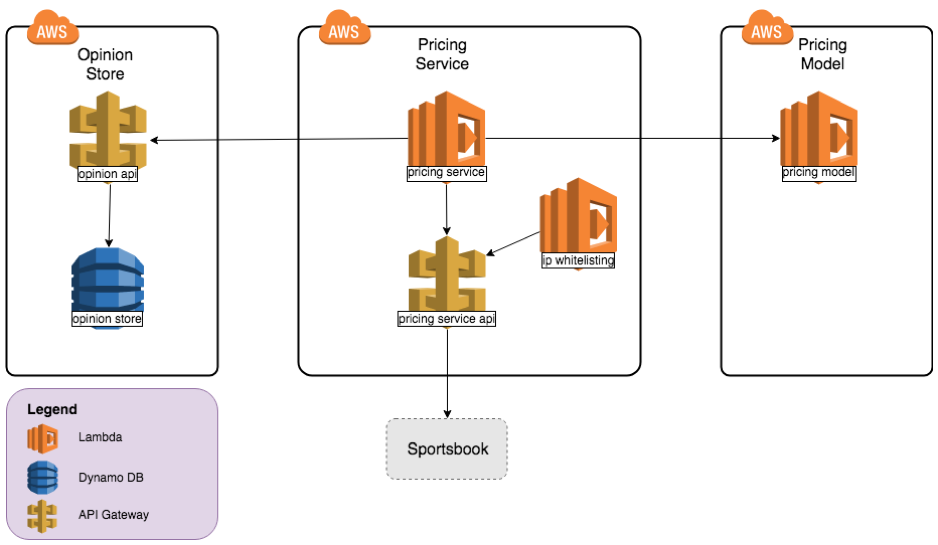 AWS
Opinion
Store
opinion api
opinion store
AWS
Pricing
Service
pricing service
ip whitelisting
pricing service api
AWS
Pricing
Model
pricing model
Sportsbook
Legend
Lambda
Dynamo DB
API Gateway